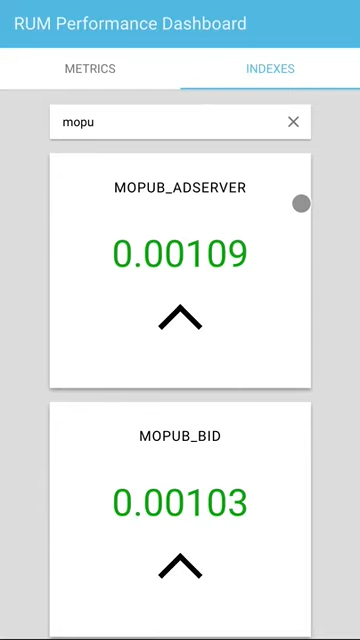 RUM Performance Dashboard
METRICS
INDEXES
mopu
MOPUB_ADSERVER
0.00109
MOPUB_BID
0.00103